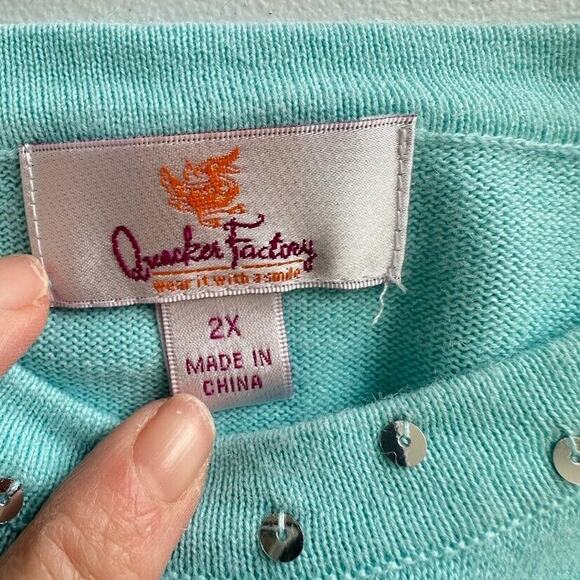 Quacker Factory
wear it with a smile
2X
MADE IN
CHINA